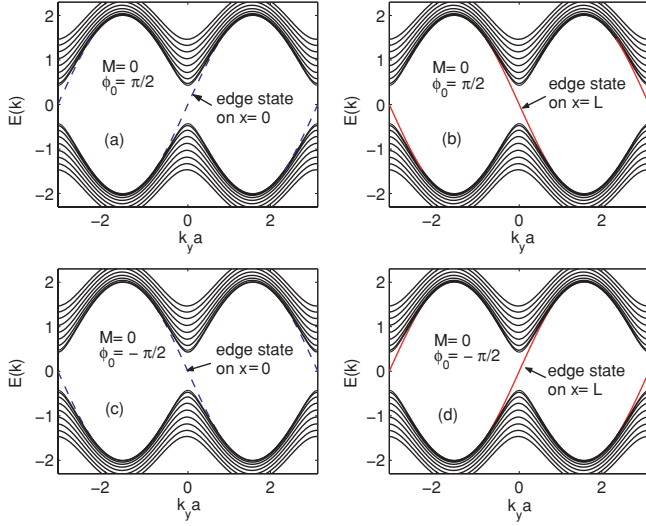 2
1
0
−1
−2
E(k)
M= 0
ϕ0= π/2
edge state
on x= 0
(a)
−2
0
2
kya
2
1
0
−1
−2
E(k)
M= 0
ϕ0= π/2
edge state
on x= L
(b)
−2
0
2
kya
2
1
0
−1
−2
E(k)
M= 0
ϕ0= − π/2
edge state
on x= 0
(c)
−2
0
2
kya
2
1
0
−1
−2
E(k)
M= 0
ϕ0= − π/2
edge state
on x= L
(d)
−2
0
2
kya